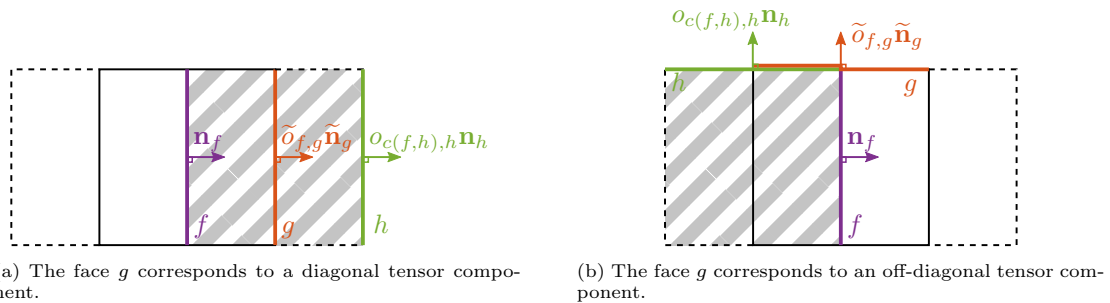 o_{c(f,h),h}n_h
õ_{f,g}ñ_g
h
g
n_f
õ_{f,g}ñ_g
o_{c(f,h),h}n_h
n_f
f
g
h
f
a) The face g corresponds to a diagonal tensor compo-
nent.
(b) The face g corresponds to an off-diagonal tensor com-
ponent.